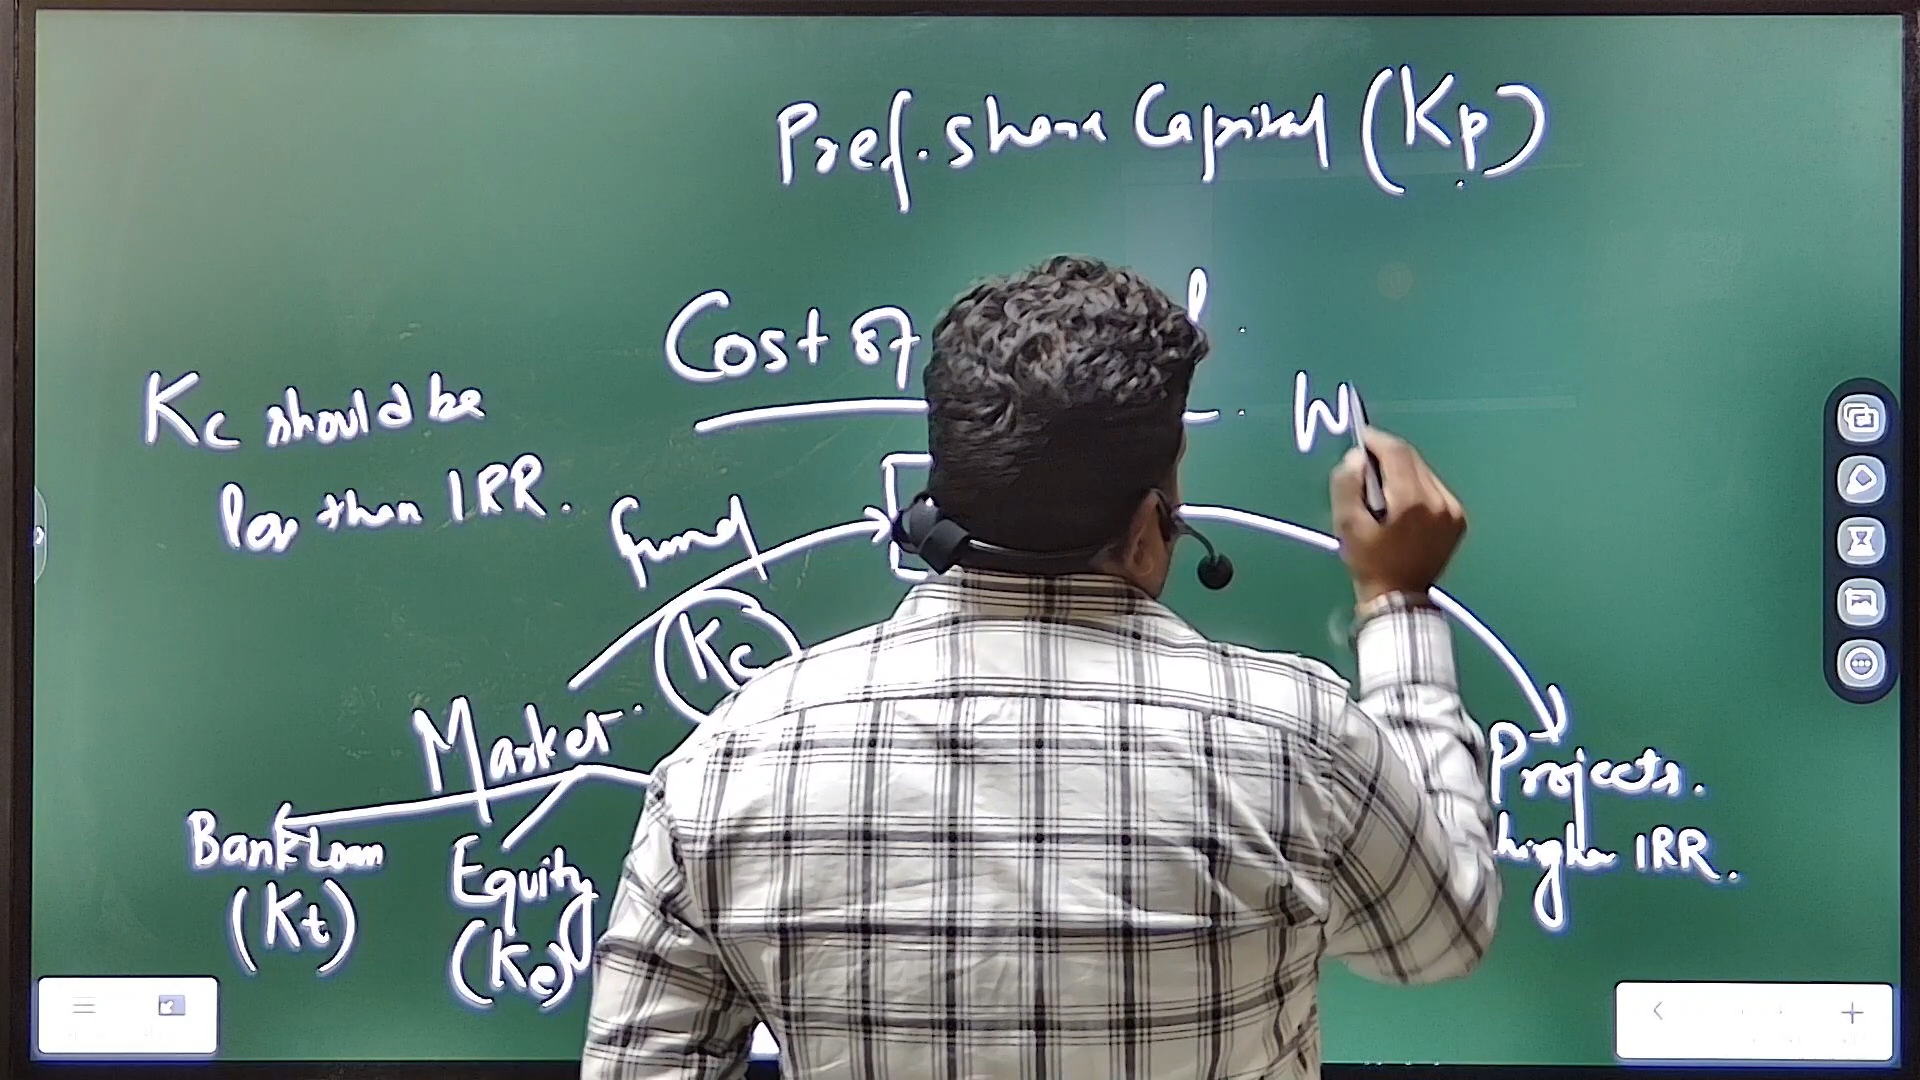 Pref. share Capital (Kp)
Cost of
Kc should be
less than IRR.
W
Fund
Kc
Market
Projects.
higher IRR.
Bank Loan
(Kt)
Equity
(Ke)